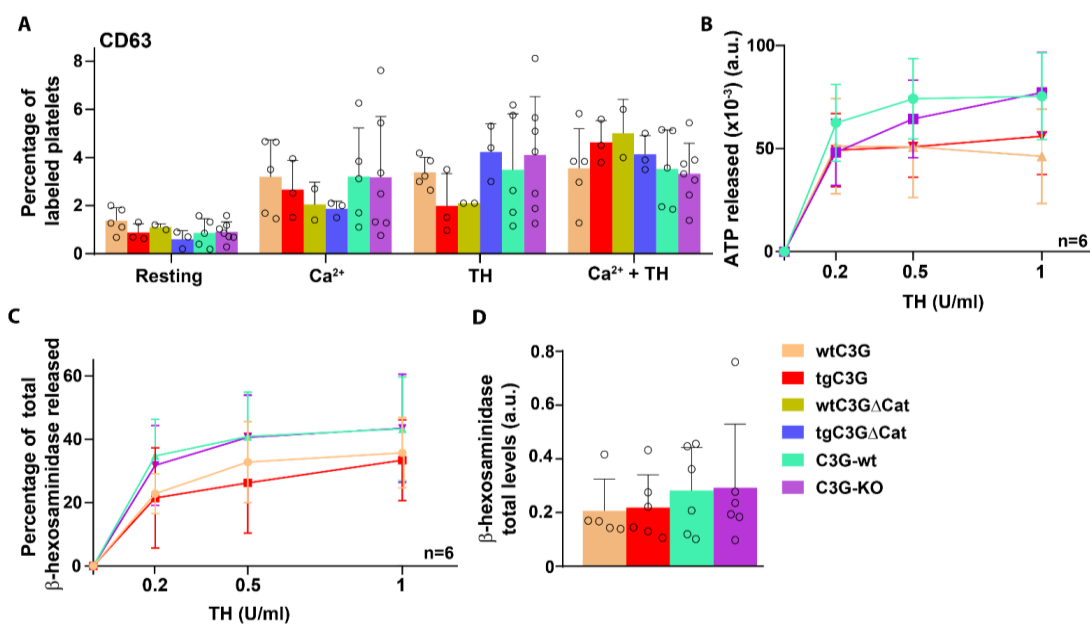 A
CD63
Percentage of
labeled platelets
8
6
4
2
0
Resting
Ca²⁺
TH
Ca²⁺ + TH
B
ATP released (x10⁻³) (a.u.)
100
50
0
0.2
0.5
1
n=6
TH (U/ml)
C
Percentage of total
β-hexosaminidase released
60
40
20
0
0.2
0.5
1
n=6
TH (U/ml)
D
β-hexosaminidase
total levels (a.u.)
0.8
0.6
0.4
0.2
0
wtC3G
tgC3G
wtC3GΔCat
tgC3GΔCat
C3G-wt
C3G-KO